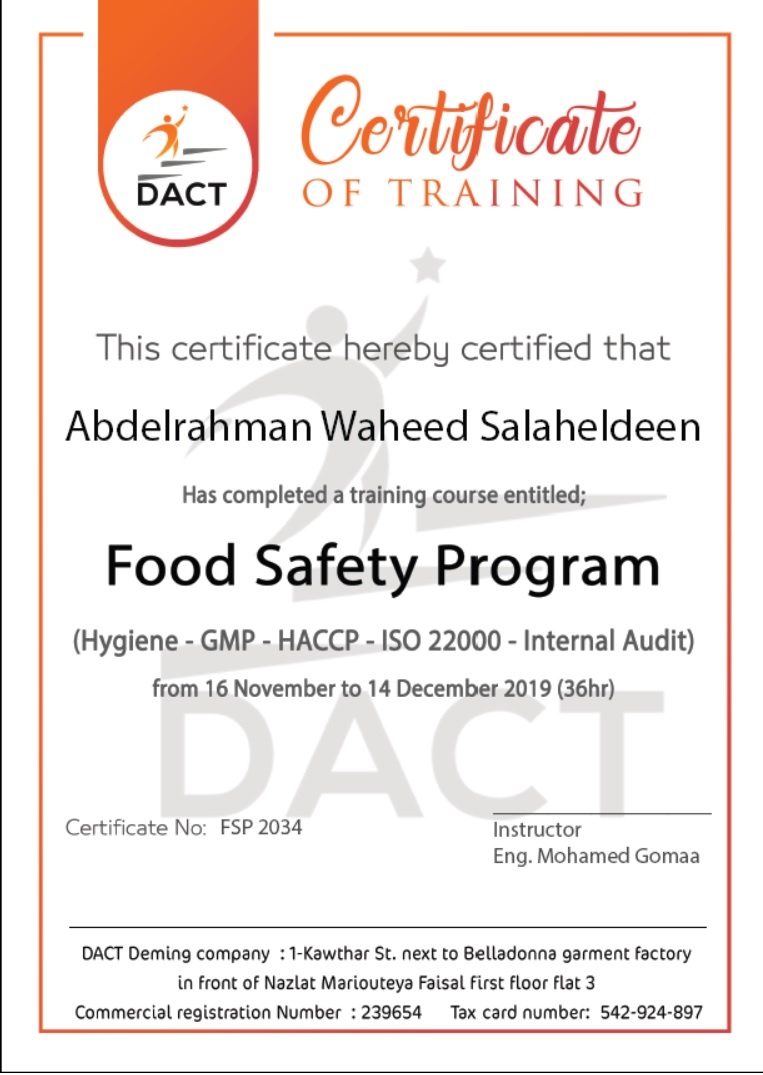 DACT
Certificate
OF TRAINING
This certificate hereby certified that
Abdelrahman Waheed Salaheldeen
Has completed a training course entitled;
Food Safety Program
(Hygiene - GMP - HACCP - ISO 22000 - Internal Audit)
from 16 November to 14 December 2019 (36hr)
DACT
Certificate No: FSP 2034
Instructor
Eng. Mohamed Gomaa
DACT Deming company : 1-Kawthar St. next to Belladonna garment factory
in front of Nazlat Mariouteya Faisal first floor flat 3
Commercial registration Number : 239654 Tax card number: 542-924-897